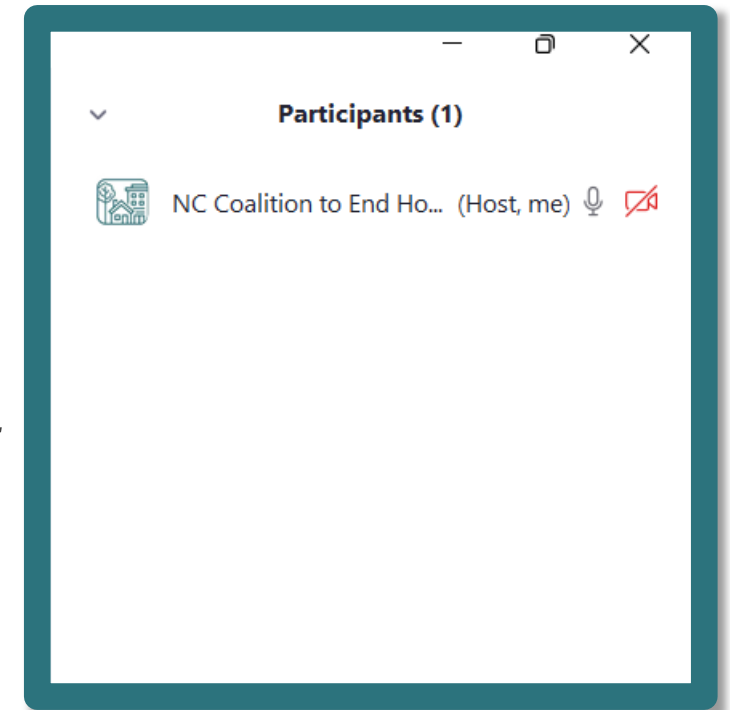 Participants (1)
NC Coalition to End Ho... (Host, me)
,